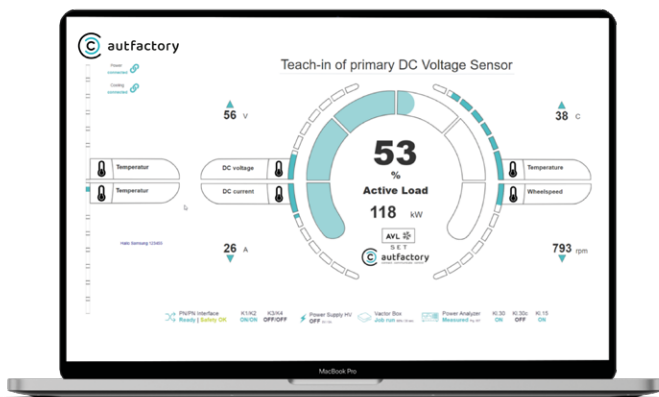 autfactory
Teach-in of primary DC Voltage Sensor
Power
connected
Cooling
connected
56 V
38 C
Temperatur
DC voltage
53
%
Active Load
118 kW
Temperature
Temperatur
DC current
Wheelspeed
AVL
SET
autfactory
Hallo Samsung 123455
26 A
793 rpm
PN/PN Interface
Ready | Safety OK
K1/K2
ON/ON
K3/K4
OFF/OFF
Power Supply HV
OFF
Vector Box
Job run
Power Analyzer
Measured
Kl.30
ON
Kl.30c
OFF
Kl.15
ON
MacBook Pro